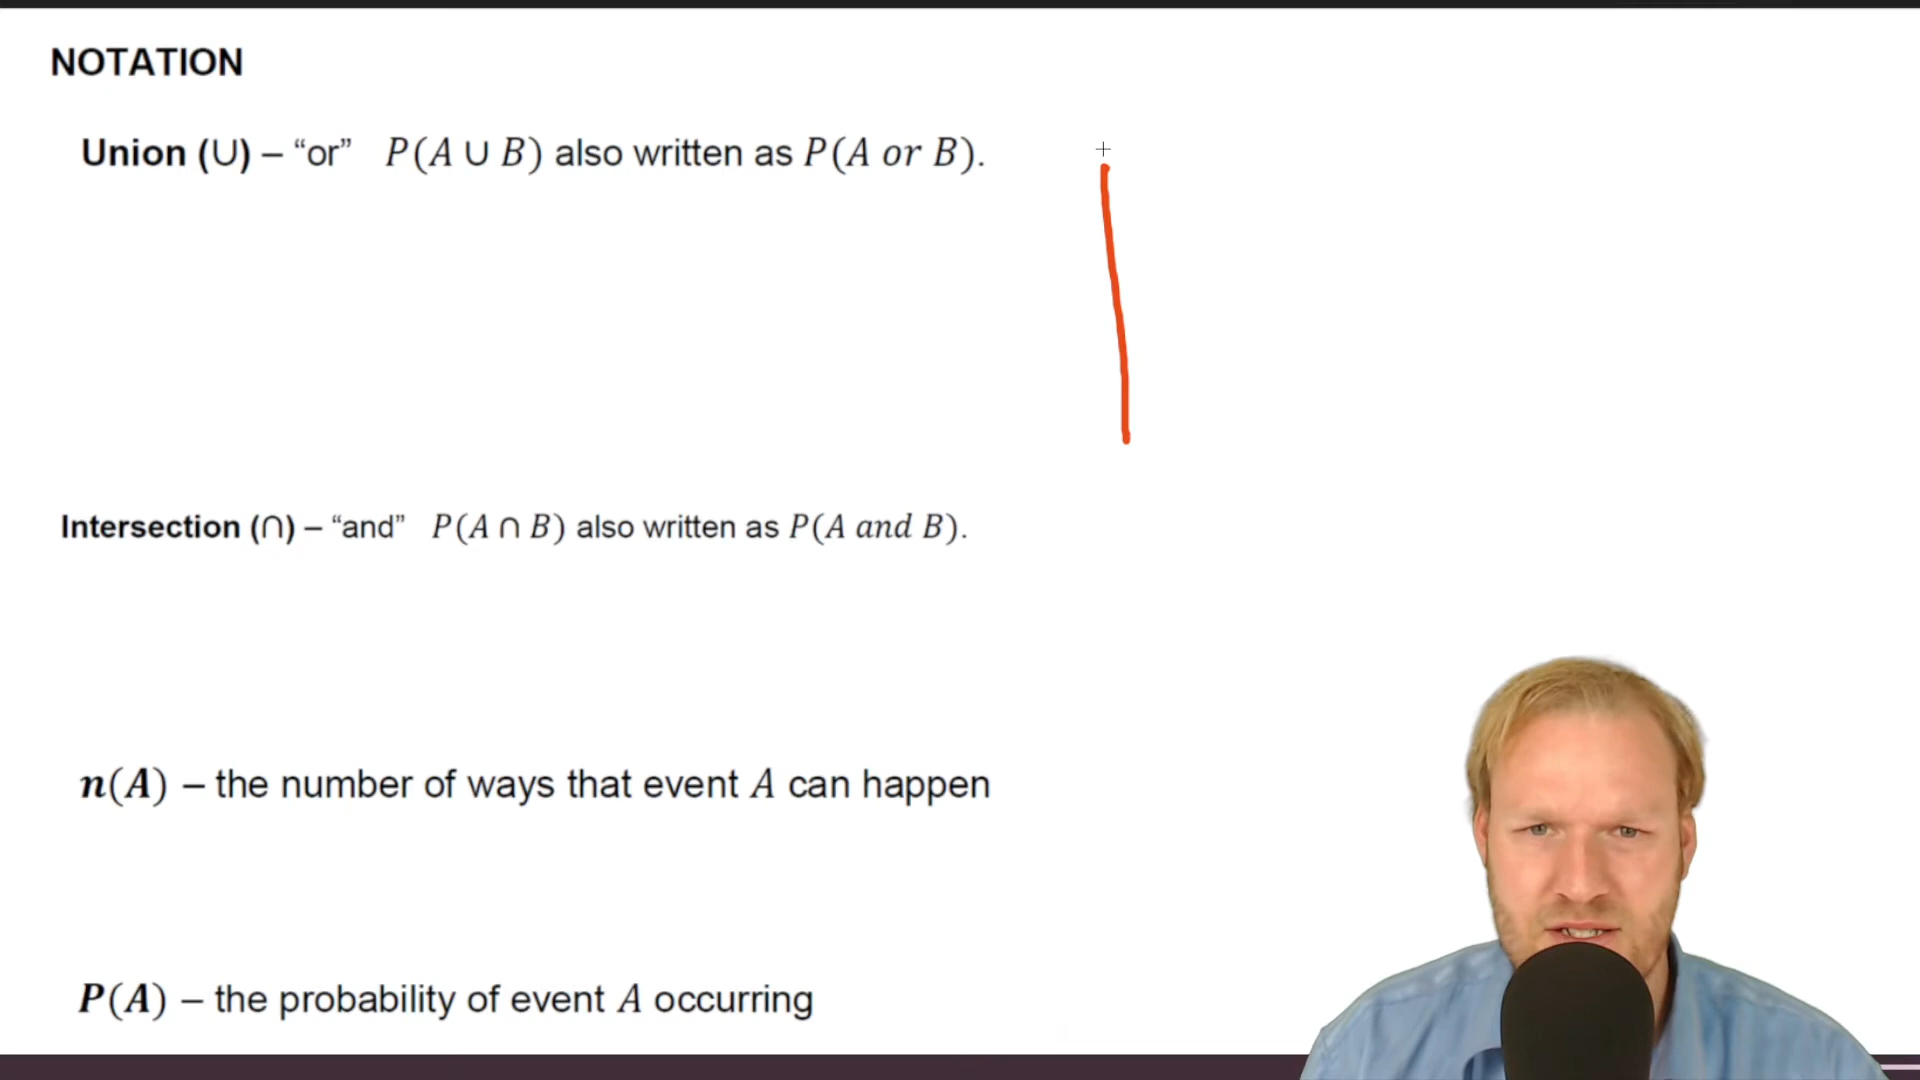 NOTATION
Union (∪) – “or” P(A ∪ B) also written as P(A or B).
Intersection (∩) – “and” P(A ∩ B) also written as P(A and B).
n(A) – the number of ways that event A can happen
P(A) – the probability of event A occurring